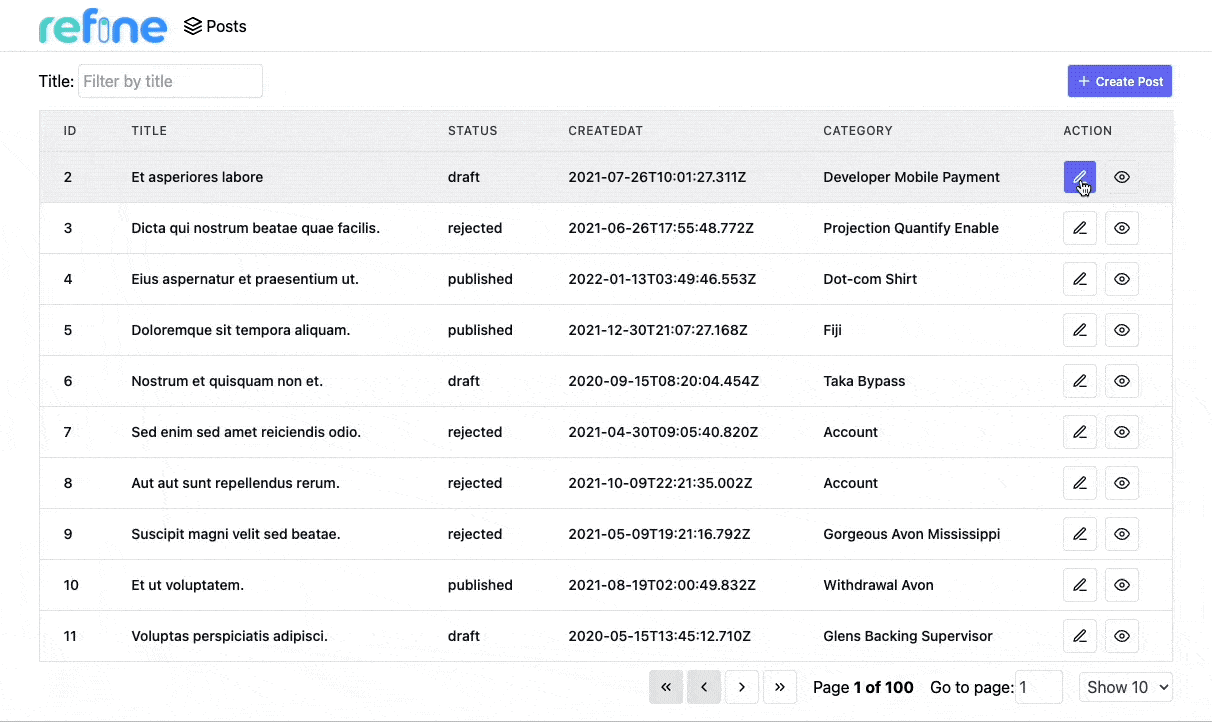 refine Posts
Title: Filter by title + Create Post
ID TITLE STATUS CREATEDAT CATEGORY ACTION
2 Et asperiores labore draft 2021-07-26T10:01:27.311Z Developer Mobile Payment
3 Dicta qui nostrum beatae quae facilis. rejected 2021-06-26T17:55:48.772Z Projection Quantify Enable
4 Eius aspernatur et praesentium ut. published 2022-01-13T03:49:46.553Z Dot-com Shirt
5 Doloremque sit tempora aliquam. published 2021-12-30T21:07:27.168Z Fiji
6 Nostrum et quisquam non et. draft 2020-09-15T08:20:04.454Z Taka Bypass
7 Sed enim sed amet reiciendis odio. rejected 2021-04-30T09:05:40.820Z Account
8 Aut aut sunt repellendus rerum. rejected 2021-10-09T22:21:35.002Z Account
9 Suscipit magni velit sed beatae. rejected 2021-05-09T19:21:16.792Z Gorgeous Avon Mississippi
10 Et ut voluptatem. published 2021-08-19T02:00:49.832Z Withdrawal Avon
11 Voluptas perspiciatis adipisci. draft 2020-05-15T13:45:12.710Z Glens Backing Supervisor
« ‹ › » Page 1 of 100 Go to page: 1 Show 10